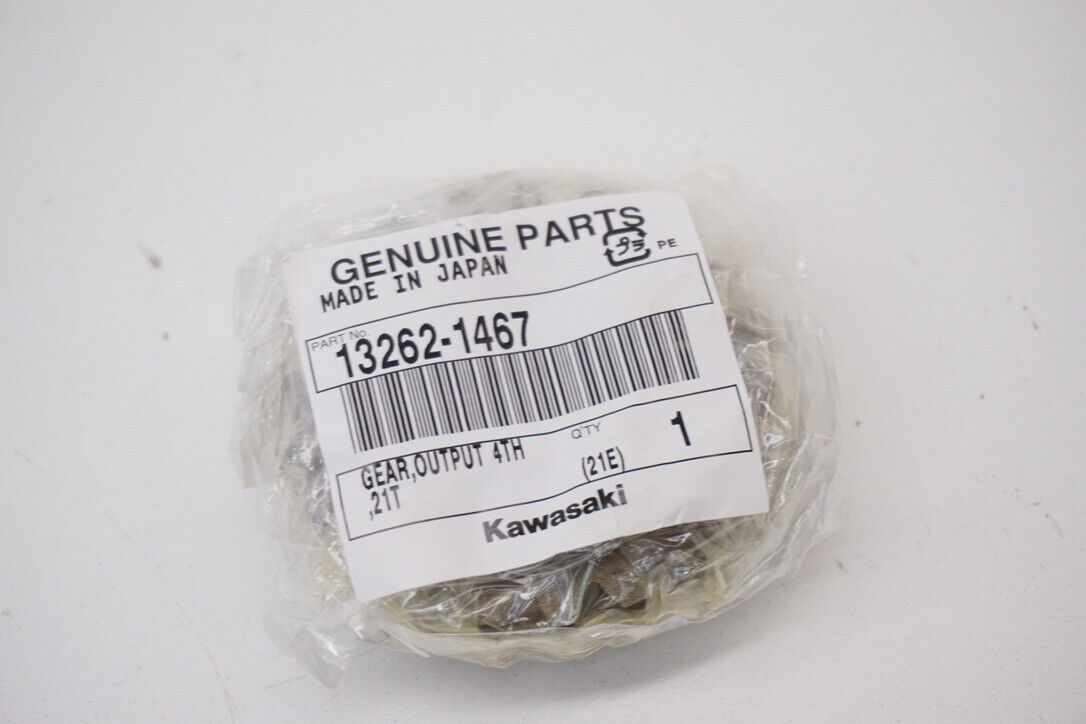 GENUINE PARTS
MADE IN JAPAN
PE
PART No.
13262-1467
GEAR,OUTPUT 4TH
,21T
Q'TY
(21E)
1
Kawasaki